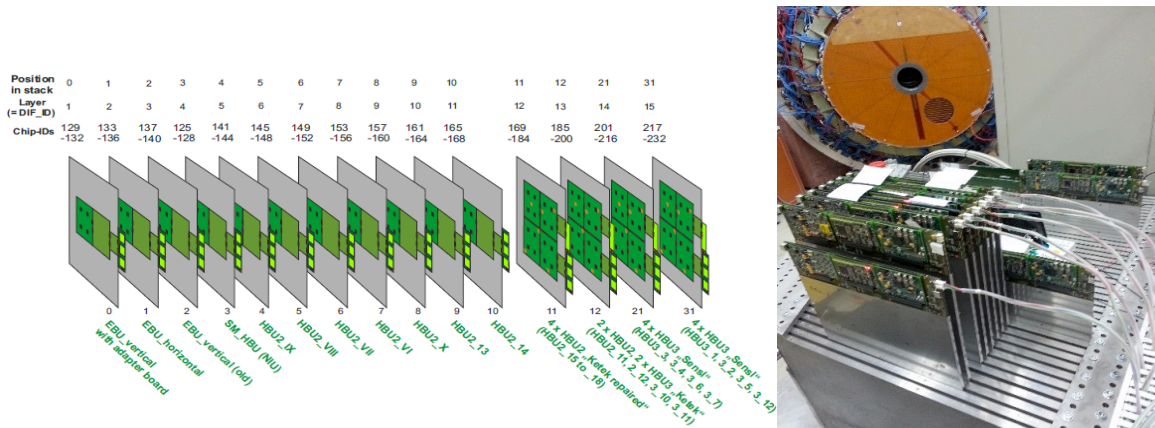 Position in stack 0 1 2 3 4 5 6 7 8 9 10 11 12 21 31
Layer (= DIF_ID) 1 2 3 4 5 6 7 8 9 10 11 12 13 14 15
Chip-IDs 129 133 137 125 141 145 149 153 157 161 165 169 185 201 217
-132 -136 -140 -128 -144 -148 -152 -156 -160 -164 -168 -184 -200 -216 -232
0 1 2 3 4 5 6 7 8 9 10 11 12 21 31
EBU_vertical
with adapter board
EBU_horizontal
EBU_vertical (old)
SM_HBU (NIU)
HBU2_IX
HBU2_VIII
HBU2_VII
HBU2_VI
HBU2_X
HBU2_13
HBU2_14
4 x HBU2 „Ketek repaired“
(HBU2_15 to _18)
2 x HBU2, 2 x HBU3 „Ketek“
(HBU2_11, 2_12, 3_10, 3_11)
4 x HBU3 „Sensl“
(HBU3_3, 3_4, 3_6, 3_7)
4 x HBU3 „Sensl“
(HBU3_1, 3_2, 3_5, 3_12)